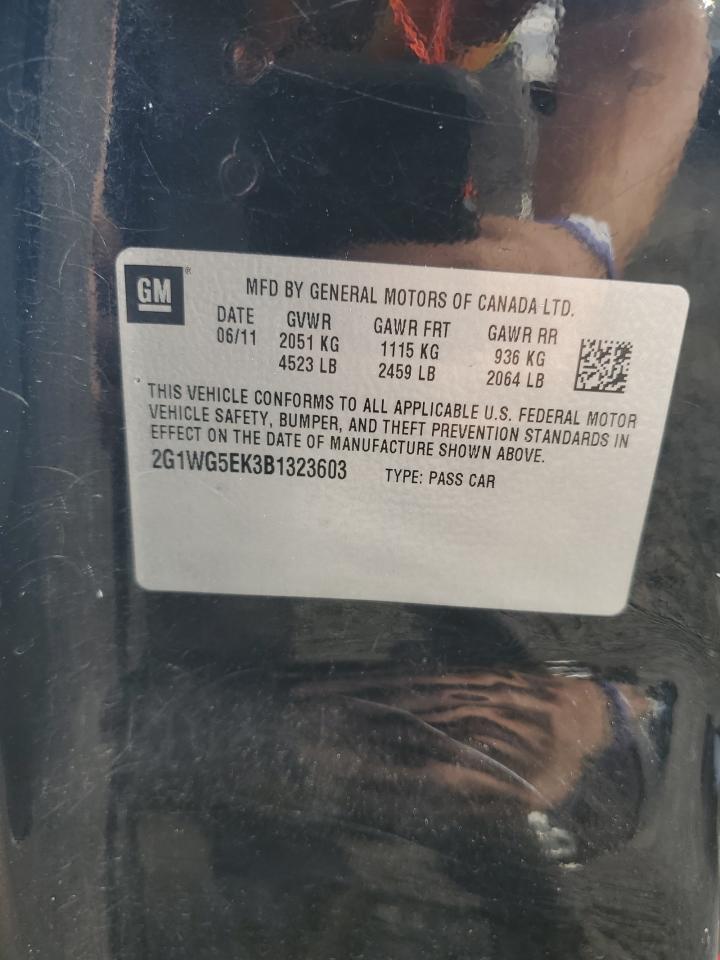 GM®
MFD BY GENERAL MOTORS OF CANADA LTD.
DATE GVWR GAWR FRT GAWR RR
06/11 2051 KG 1115 KG 936 KG
4523 LB 2459 LB 2064 LB
THIS VEHICLE CONFORMS TO ALL APPLICABLE U.S. FEDERAL MOTOR
VEHICLE SAFETY, BUMPER, AND THEFT PREVENTION STANDARDS IN
EFFECT ON THE DATE OF MANUFACTURE SHOWN ABOVE.
2G1WG5EK3B1323603 TYPE: PASS CAR